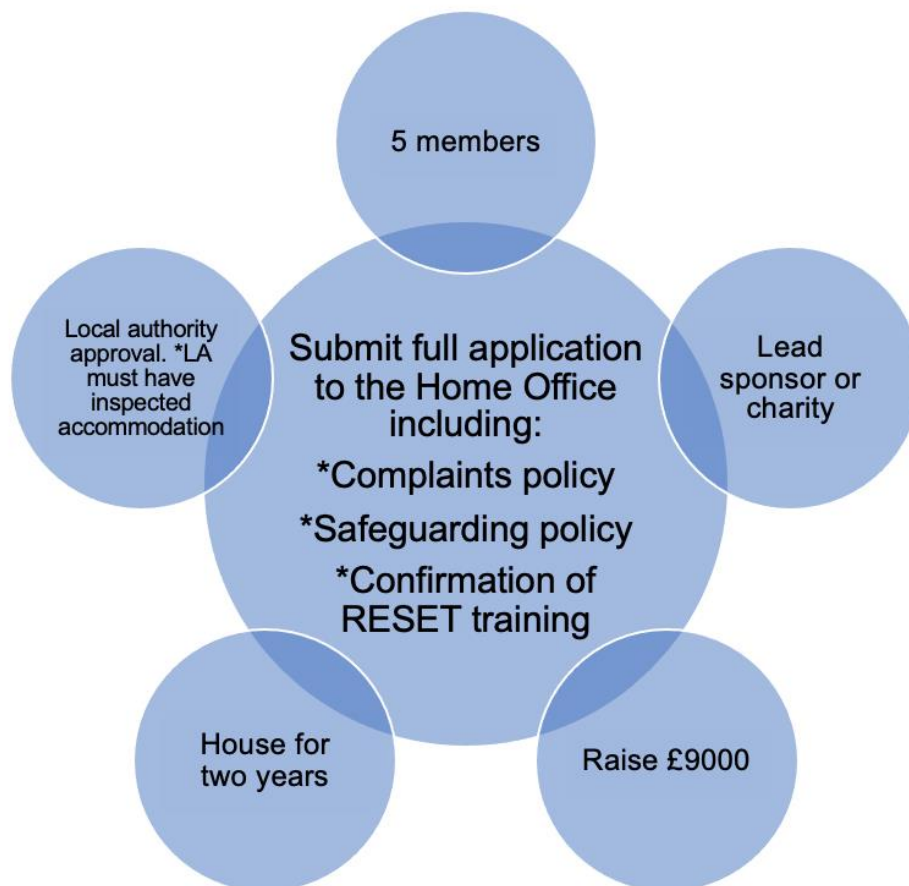 5 members
Local authority
approval. *LA
must have
inspected
accommodation
Submit full application
to the Home Office
including:
*Complaints policy
*Safeguarding policy
*Confirmation of
RESET training
Lead
sponsor or
charity
House for
two years
Raise £9000